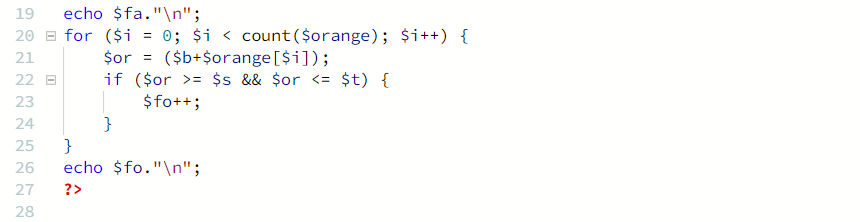 19 echo $fa."\n";
20 for ($i = 0; $i < count($orange); $i++) {
21     $or = ($b+$orange[$i]);
22     if ($or >= $s && $or <= $t) {
23         $fo++;
24     }
25 }
26 echo $fo."\n";
27 ?>
28